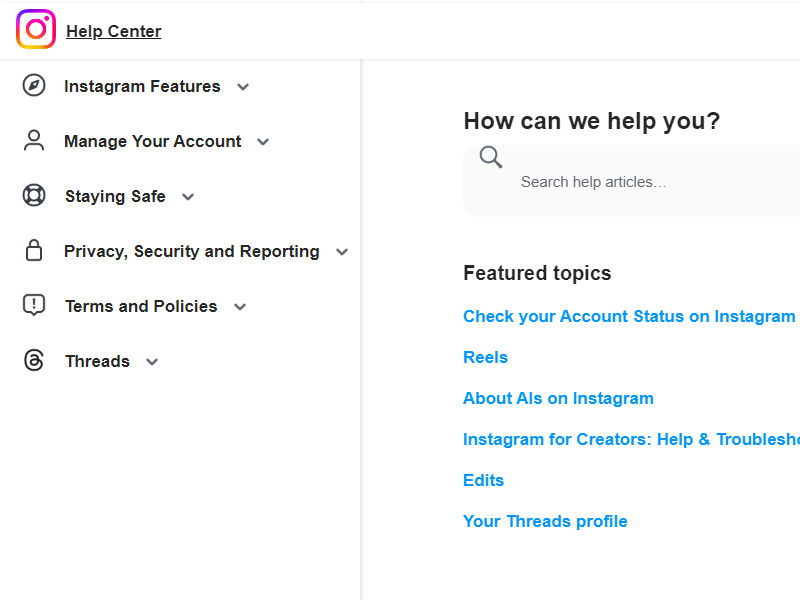 Help Center
Instagram Features
Manage Your Account
Staying Safe
Privacy, Security and Reporting
Terms and Policies
Threads
How can we help you?
Search help articles...
Featured topics
Check your Account Status on Instagram
Reels
About AIs on Instagram
Instagram for Creators: Help &
Edits
Your Threads profile